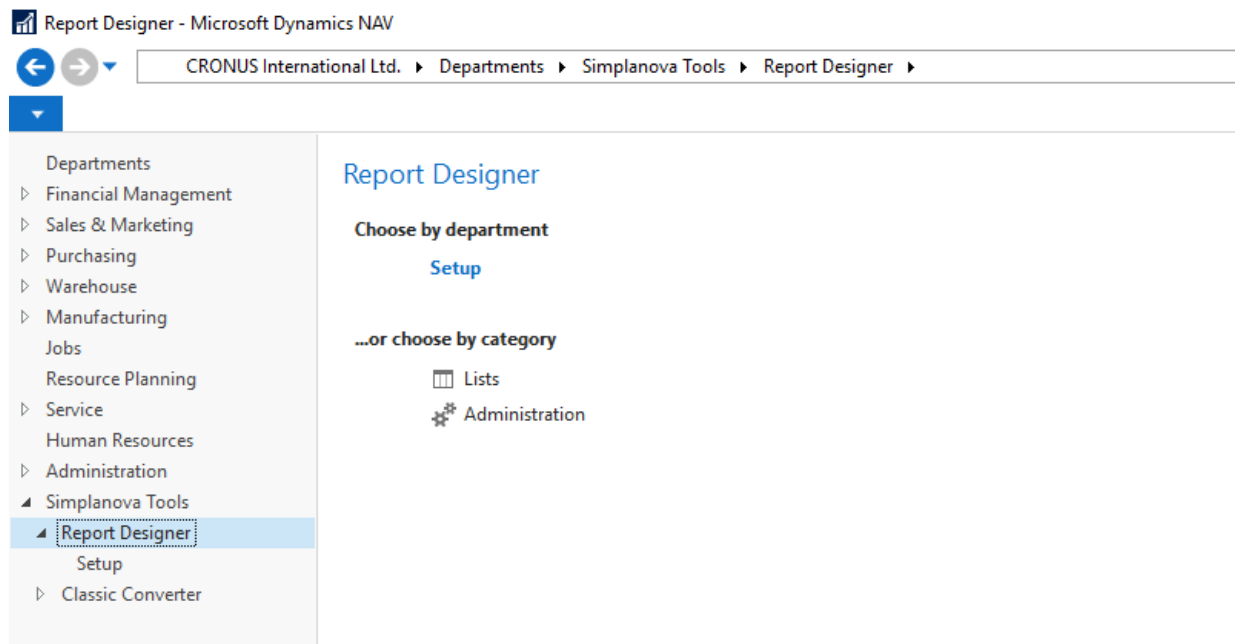 Report Designer - Microsoft Dynamics NAV
CRONUS International Ltd. Departments Simplanova Tools Report Designer
Departments
Financial Management
Sales & Marketing
Purchasing
Warehouse
Manufacturing
Jobs
Resource Planning
Service
Human Resources
Administration
Simplanova Tools
Report Designer
Setup
Classic Converter
Report Designer
Choose by department
Setup
...or choose by category
Lists
Administration